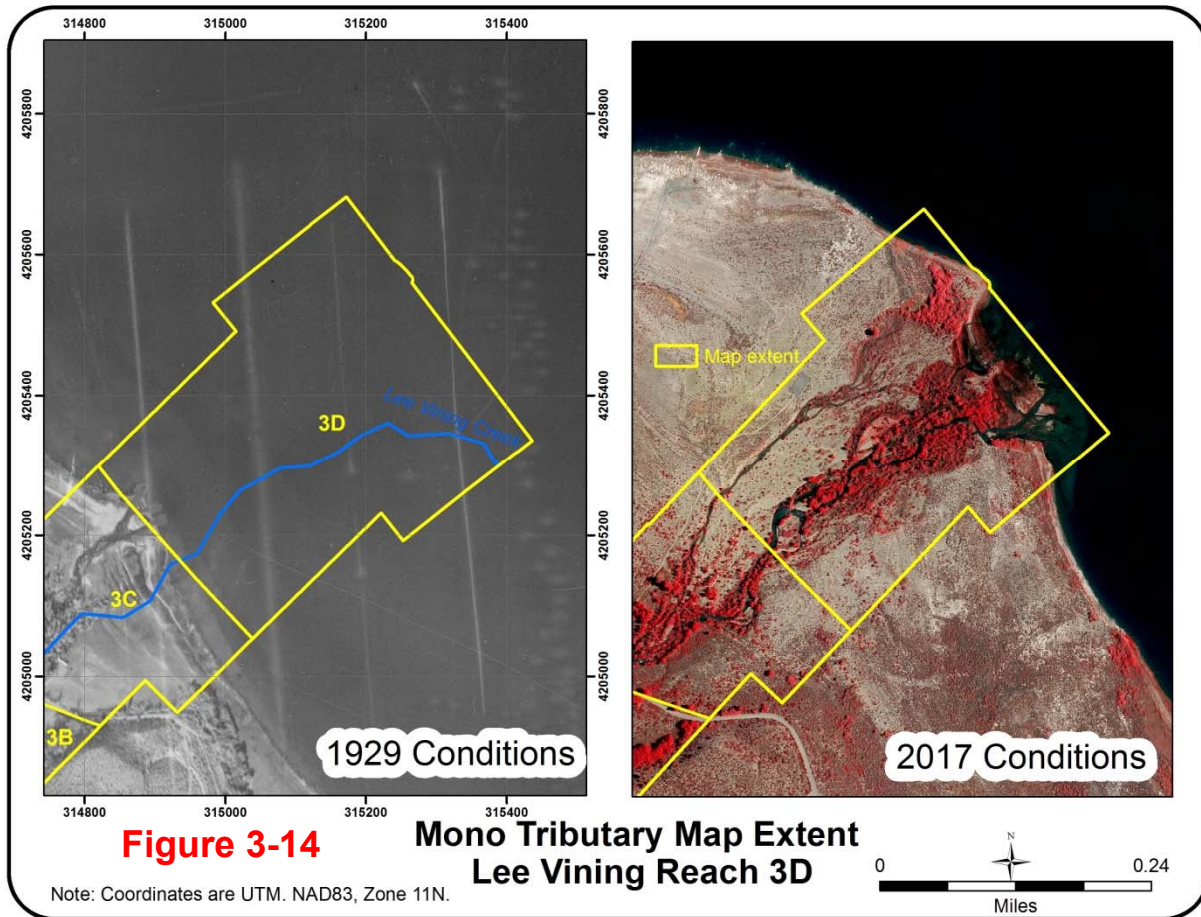 314800 315000 315200 315400
4205800
4205800
4205600
4205600
4205400
4205400
4205200
4205200
4205000
4205000
3D
Lee Vining Creek
3C
3B
Map extent
1929 Conditions
2017 Conditions
314800 315000 315200 315400
Figure 3-14
Mono Tributary Map Extent
Lee Vining Reach 3D
Note: Coordinates are UTM. NAD83, Zone 11N.
N
0 0.24
Miles